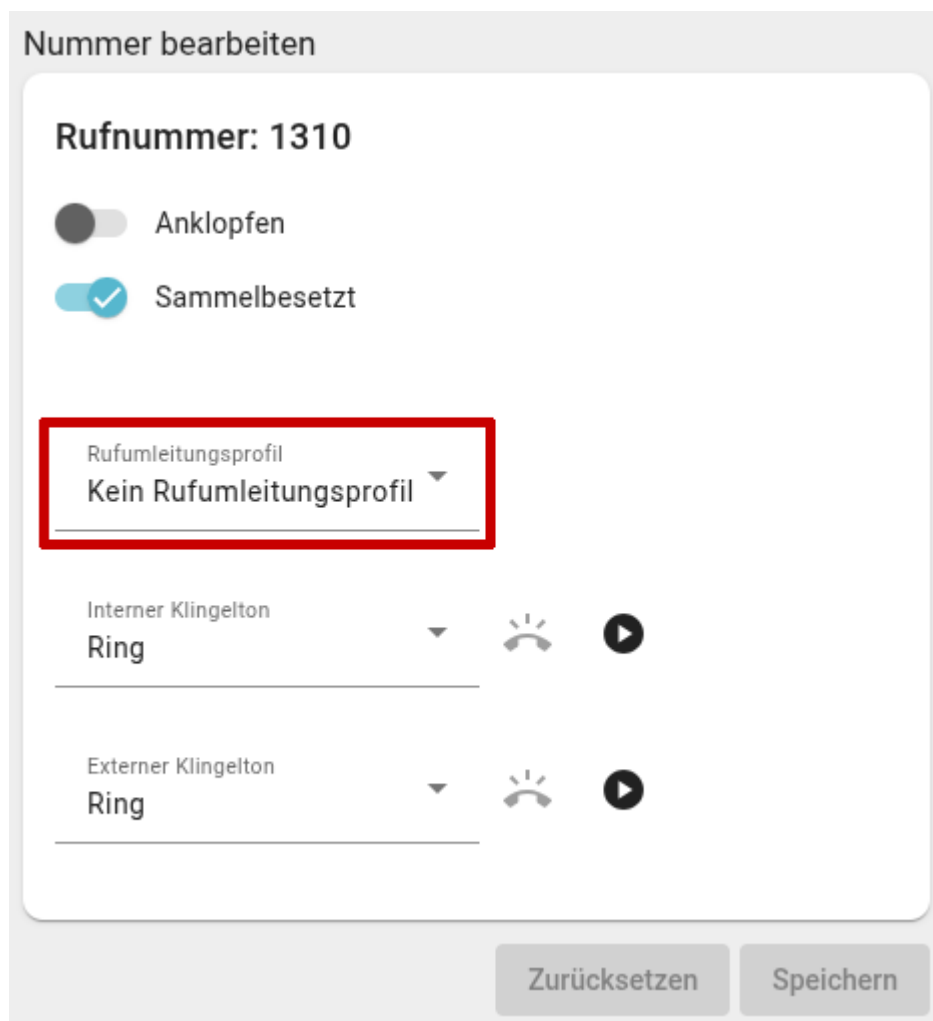 Nummer bearbeiten
Rufnummer: 1310
Anklopfen
Sammelbesetzt
Rufumleitungsprofil
Kein Rufumleitungsprofil
Interner Klingelton
Ring
Externer Klingelton
Ring
Zurücksetzen Speichern